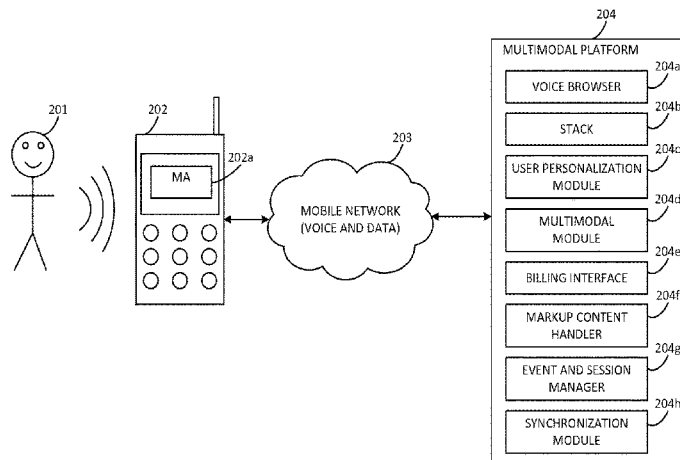 204
MULTIMODAL PLATFORM
204a
VOICE BROWSER
204b
STACK
204c
USER PERSONALIZATION
MODULE
204d
MULTIMODAL
MODULE
204e
BILLING INTERFACE
204f
MARKUP CONTENT
HANDLER
204g
EVENT AND SESSION
MANAGER
204h
SYNCHRONIZATION
MODULE
201
202
202a
MA
203
MOBILE NETWORK
(VOICE AND DATA)